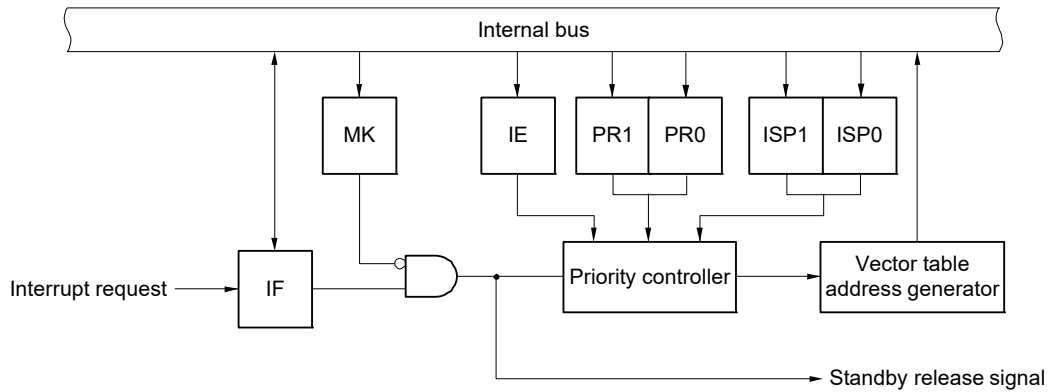 Internal bus
MK
IE
PR1
PR0
ISP1
ISP0
Interrupt request
IF
Priority controller
Vector table
address generator
Standby release signal